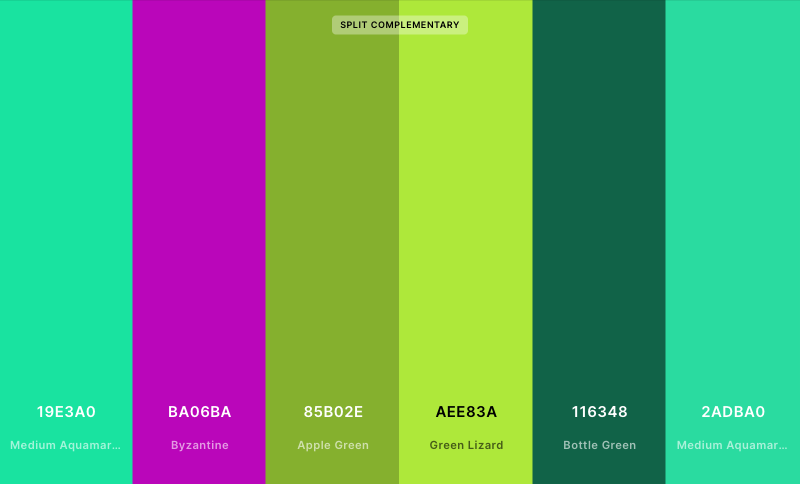 SPLIT COMPLEMENTARY
19E3A0 BA06BA 85B02E AEE83A 116348 2ADBA0
Medium Aquamar... Byzantine Apple Green Green Lizard Bottle Green Medium Aquamar...